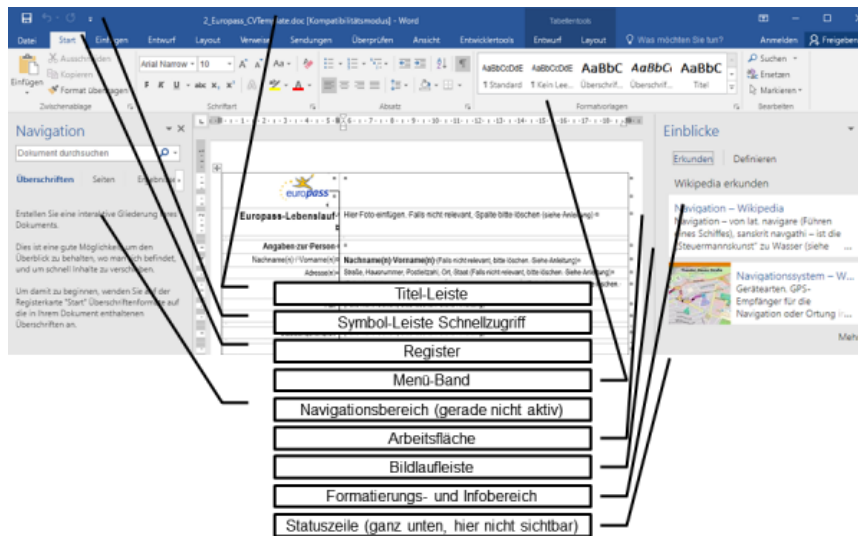 2_Europass_CVTemplate.doc [Kompatibilitätsmodus] - Word
Tabellentools
Datei Start Einfügen Entwurf Layout Verweise Sendungen Überprüfen Ansicht Entwicklertools Entwurf Layout Was möchten Sie tun? Anmelden Freigeben
Einfügen
Ausschneiden
Kopieren
Format übertragen
Zwischenablage
Arial Narrow 10
F K U abc x₂ x²
Schriftart
Absatz
AaBbCcDdE AaBbCcDdE AaBbC AaBbC AaBbC
¶ Standard ¶ Kein Lee... Überschrif... Überschrif... Titel
Formatvorlagen
Suchen
Ersetzen
Markieren
Bearbeiten
Navigation
Dokument durchsuchen
Überschriften Seiten Ergebnisse
Erstellen Sie eine interaktive Gliederung Ihres
Dokuments.
Dies ist eine gute Möglichkeit, um den
Überblick zu behalten, wo man sich befindet,
und um schnell Inhalte zu verschieben.
Um damit zu beginnen, wenden Sie auf der
Registerkarte "Start" Überschriftenformate auf
die in Ihrem Dokument enthaltenen
Überschriften an.
europass
Europass-Lebenslauf Hier Foto einfügen. Falls nicht relevant, Spalte bitte löschen (siehe Anleitung)
Angaben zur Person
Nachname(n) / Vorname(n) Nachname(n) Vorname(n) (Falls nicht relevant, bitte löschen. Siehe Anleitung)
Adresse(n) Straße, Hausnummer, Postleitzahl, Ort, Staat (Falls nicht relevant, bitte löschen. Siehe Anleitung)
Einblicke
Erkunden Definieren
Wikipedia erkunden
Navigation – Wikipedia
Navigation – von lat. navigare (Führen
eines Schiffes), sanskrit navgathi – ist die
"Steuermannskunst" zu Wasser (siehe ...
Navigationssystem – W...
Gerätearten. GPS-
Empfänger für die
Navigation oder Ortung
Mehr
Titel-Leiste
Symbol-Leiste Schnellzugriff
Register
Menü-Band
Navigationsbereich (gerade nicht aktiv)
Arbeitsfläche
Bildlaufleiste
Formatierungs- und Infobereich
Statuszeile (ganz unten, hier nicht sichtbar)